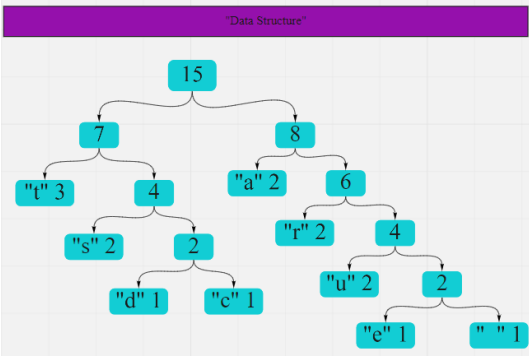 "Data Structure"
15
7
8
"t" 3
4
"a" 2
6
"s" 2
2
"r" 2
4
"d" 1
"c" 1
"u" 2
2
"e" 1
" " 1